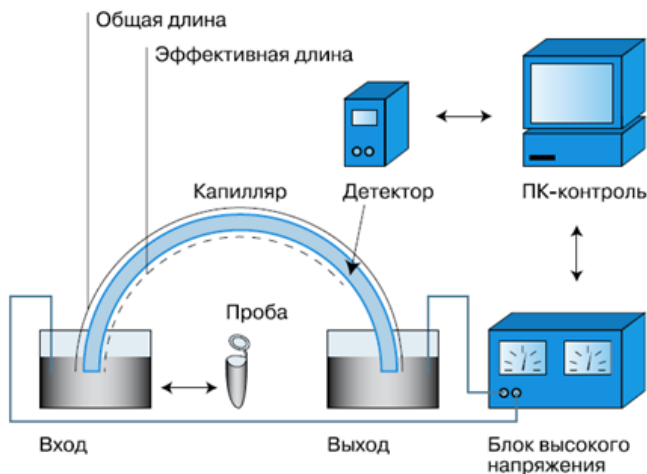 Общая длина
Эффективная длина
Капилляр
Детектор
ПК-контроль
Проба
Вход
Выход
Блок высокого
напряжения